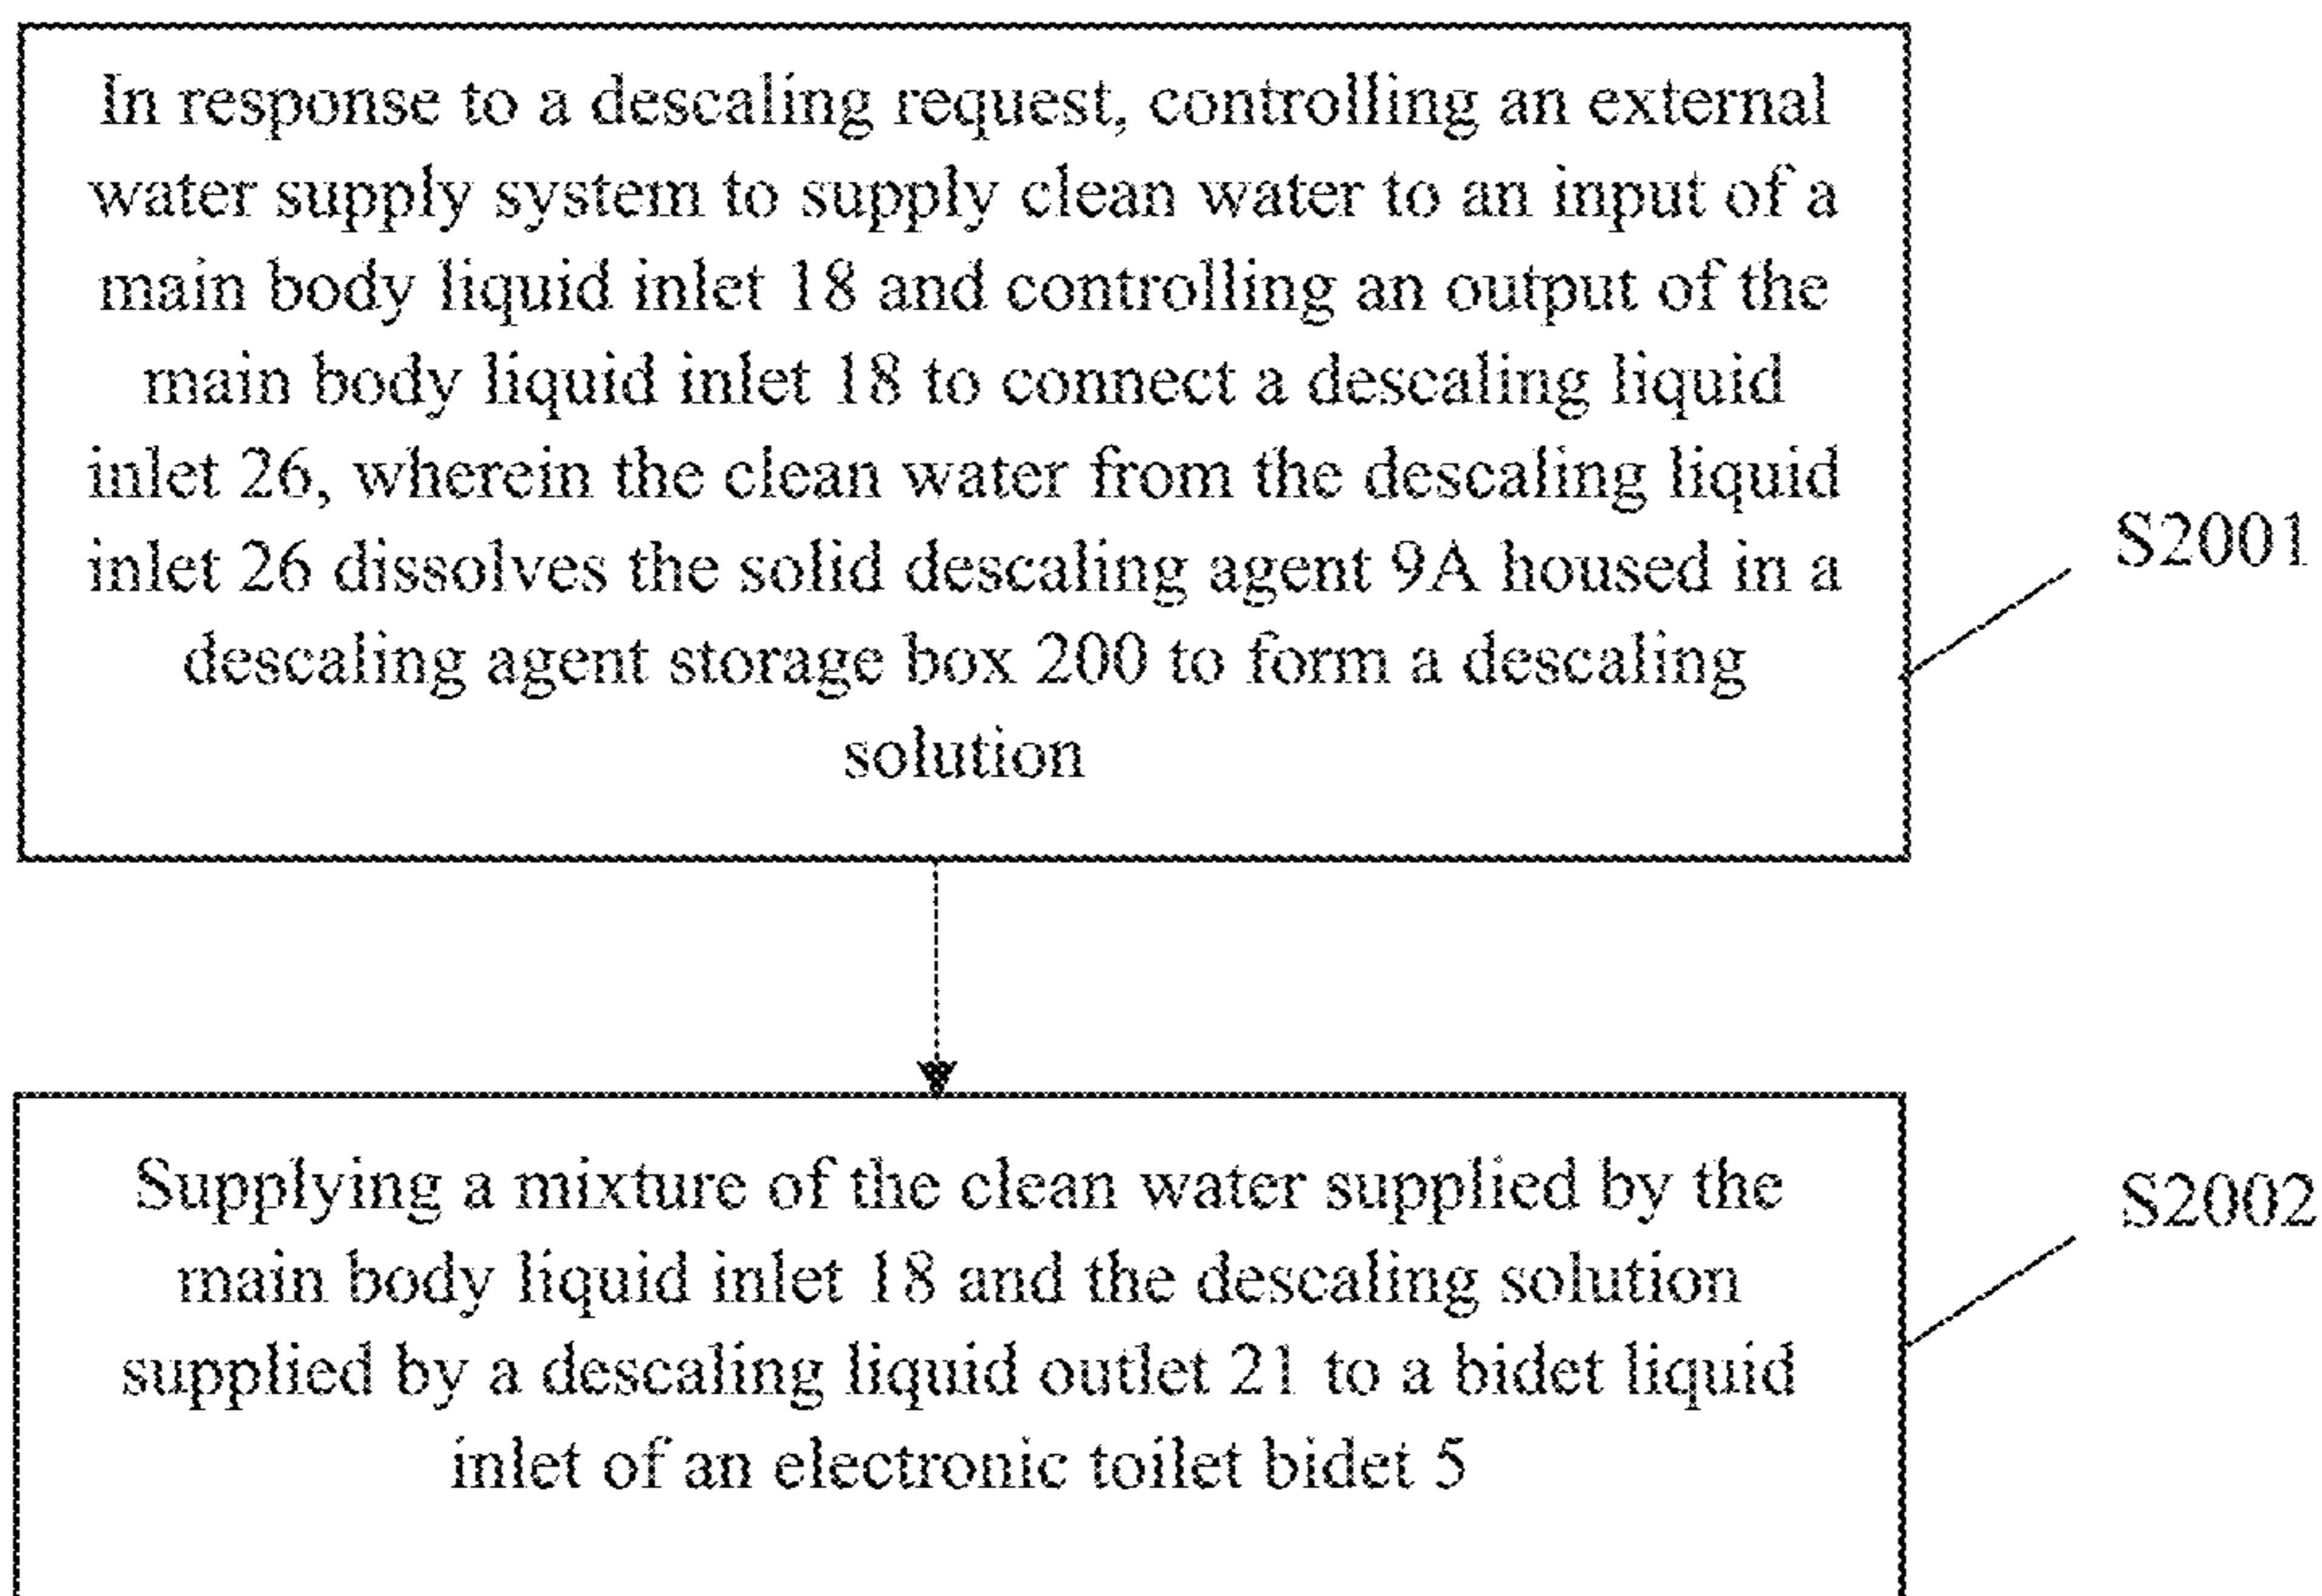 In response to a descaling request, controlling an external
water supply system to supply clean water to an input of a
main body liquid inlet 18 and controlling an output of the
main body liquid inlet 18 to connect a descaling liquid
inlet 26, wherein the clean water from the descaling liquid
inlet 26 dissolves the solid descaling agent 9A housed in a
descaling agent storage box 200 to form a descaling
solution
S2001
Supplying a mixture of the clean water supplied by the
main body liquid inlet 18 and the descaling solution
supplied by a descaling liquid outlet 21 to a bidet liquid
inlet of an electronic toilet bidet 5
S2002